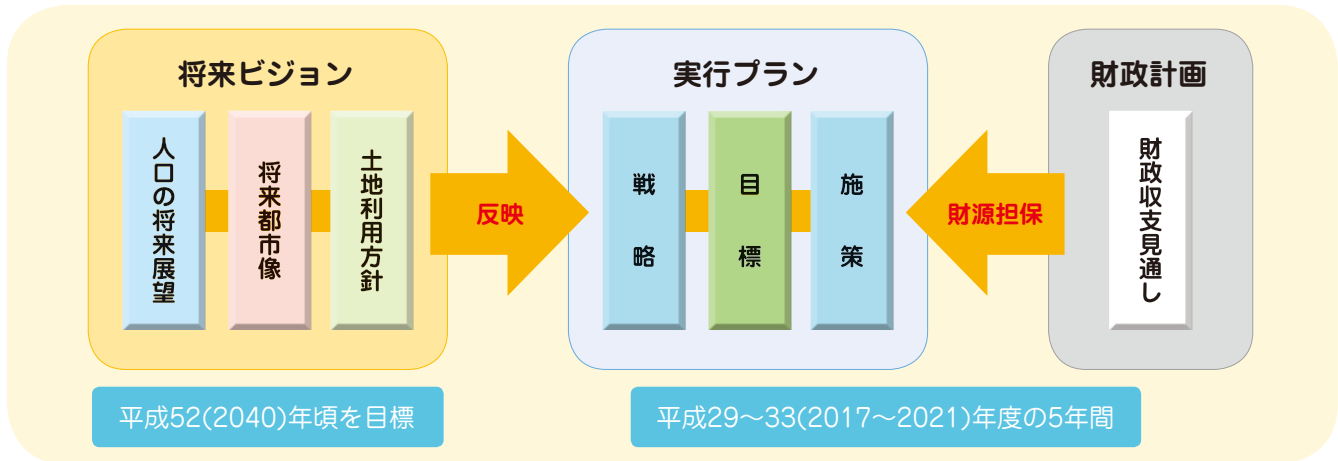 将来ビジョン
人口の将来展望
将来都市像
土地利用方針
反映
実行プラン
戦略
目標
施策
財源担保
財政計画
財政収支見通し
平成52(2040)年頃を目標
平成29～33(2017～2021)年度の5年間